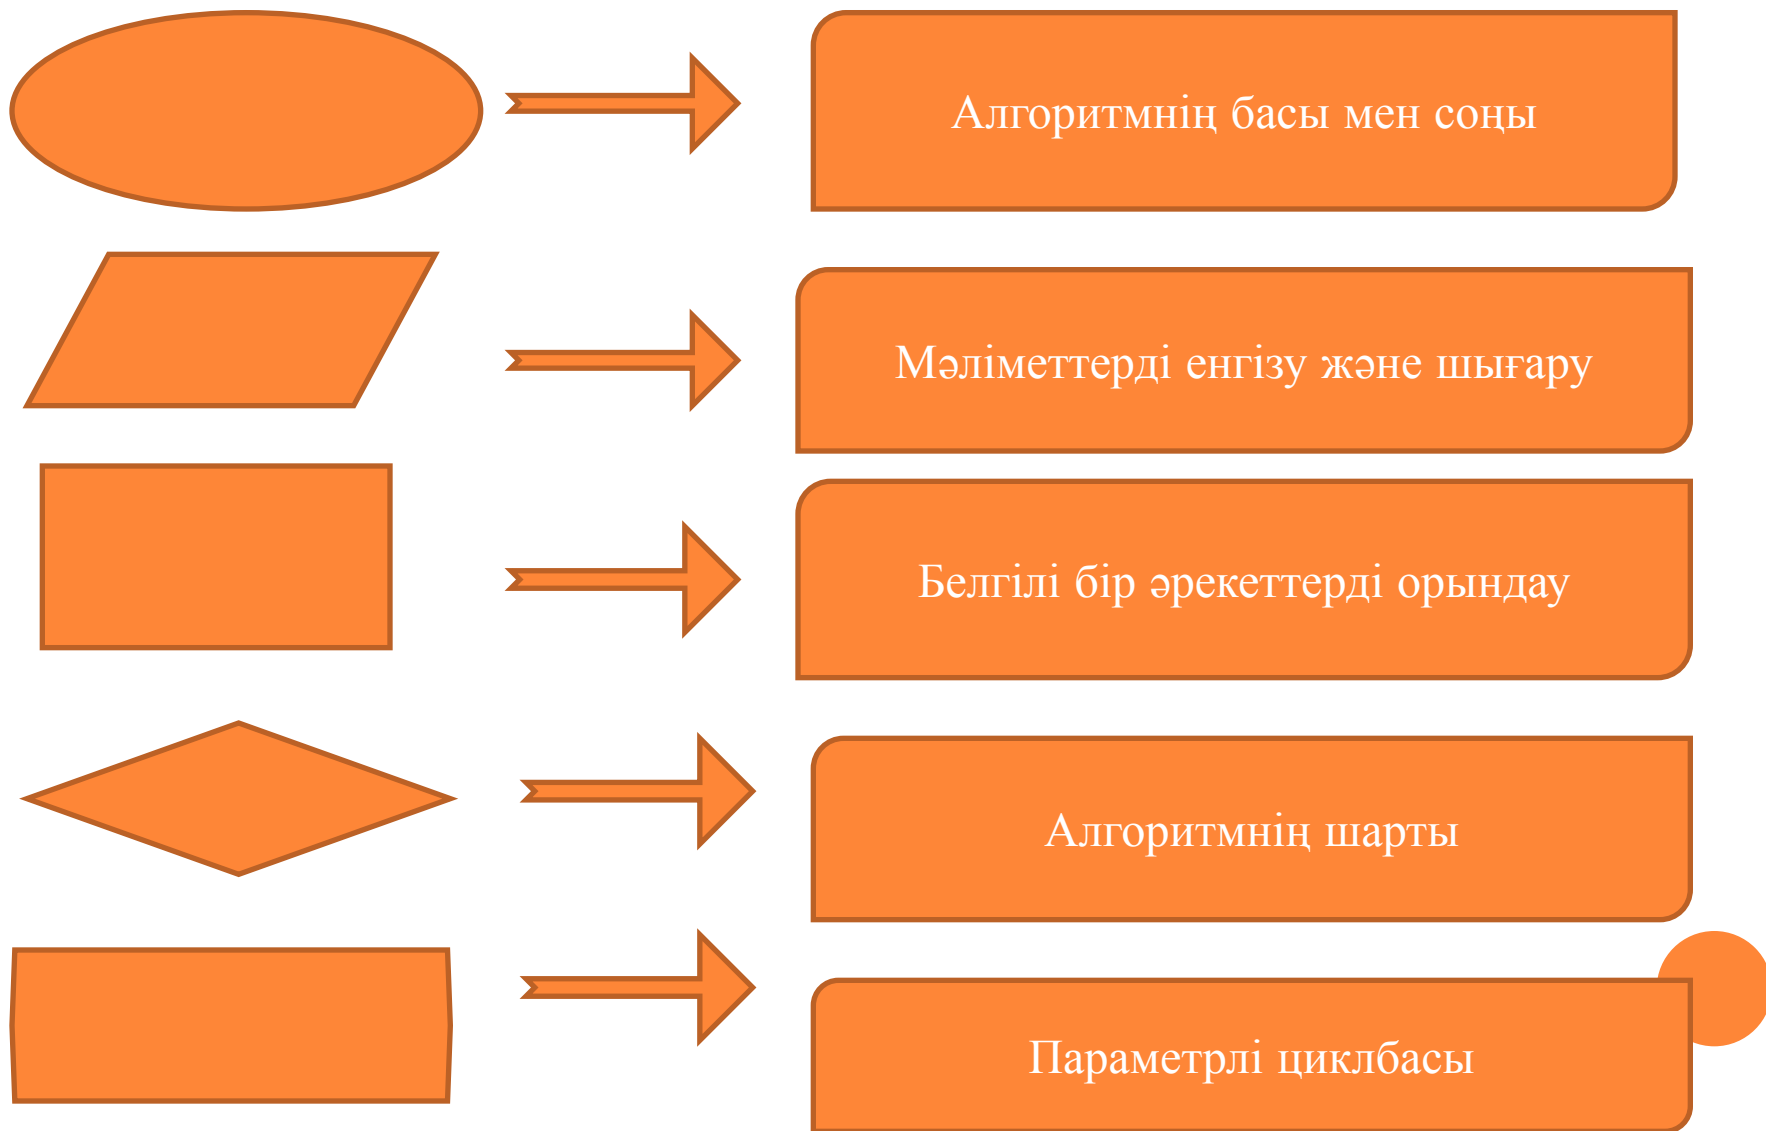 Алгоритмнің басы мен соңы
Мәліметтерді енгізу және шығару
Белгілі бір әрекеттерді орындау
Алгоритмнің шарты
Параметрлі циклбасы